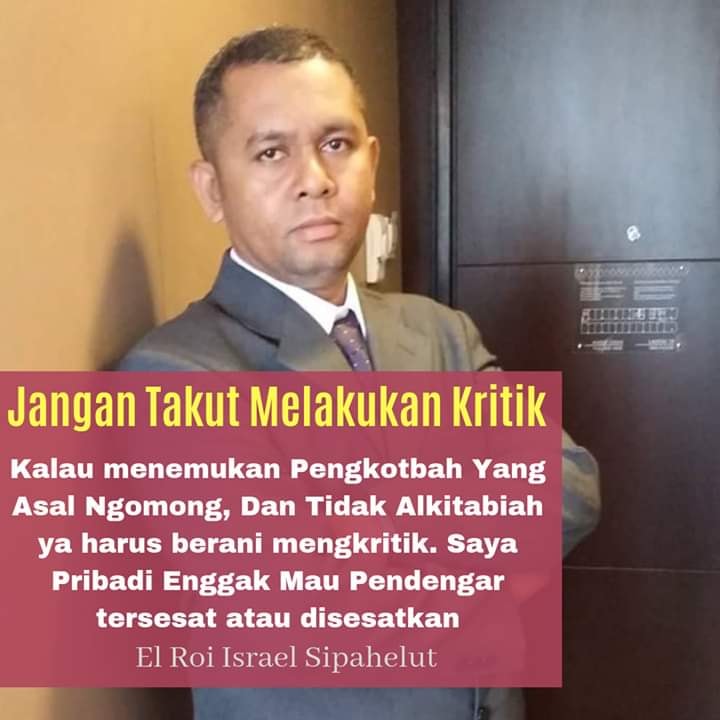 Jangan Takut Melakukan Kritik
Kalau menemukan Pengkotbah Yang
Asal Ngomong, Dan Tidak Alkitabiah
ya harus berani mengkritik. Saya
Pribadi Enggak Mau Pendengar
tersesat atau disesatkan
El Roi Israel Sipahelut